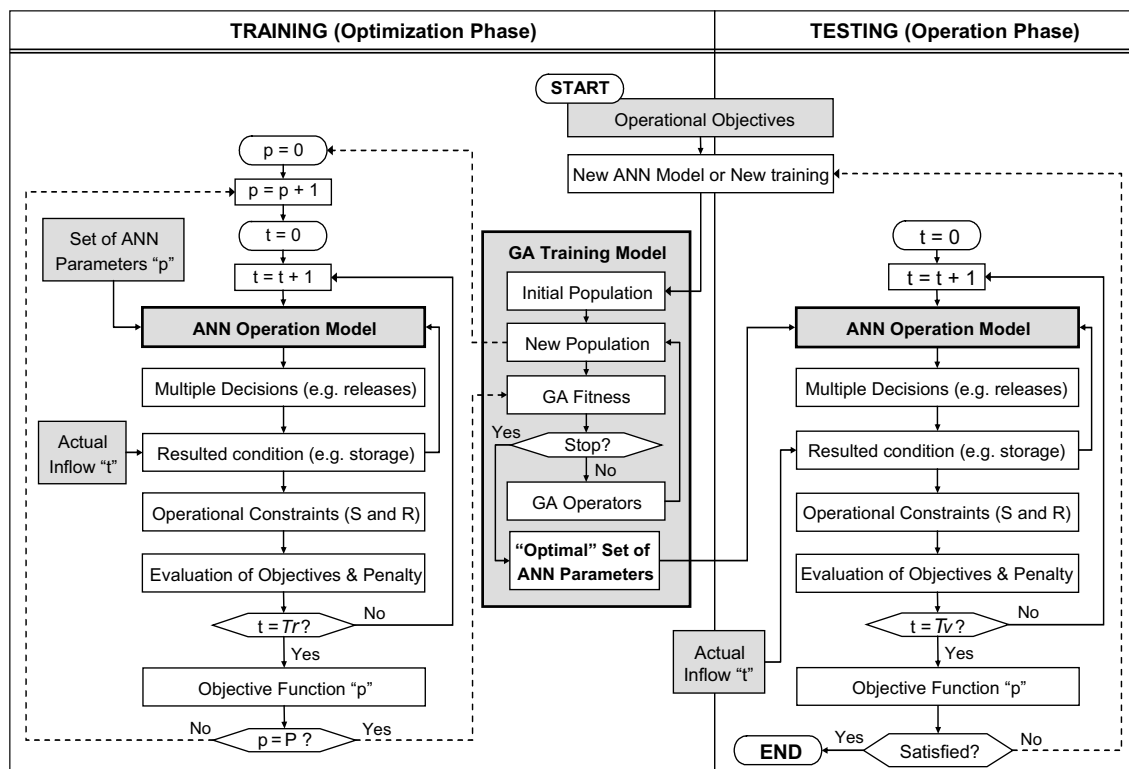 TRAINING (Optimization Phase)
TESTING (Operation Phase)
START
Operational Objectives
New ANN Model or New training
p = 0
p = p + 1
t = 0
Set of ANN
Parameters “p”
t = t + 1
ANN Operation Model
Multiple Decisions (e.g. releases)
Actual
Inflow “t”
Resulted condition (e.g. storage)
Operational Constraints (S and R)
Evaluation of Objectives & Penalty
t = Tr ?
No
Yes
Objective Function “p”
No
p = P ?
Yes
GA Training Model
Initial Population
New Population
GA Fitness
Yes
Stop?
No
GA Operators
“Optimal” Set of
ANN Parameters
t = 0
t = t + 1
ANN Operation Model
Multiple Decisions (e.g. releases)
Resulted condition (e.g. storage)
Operational Constraints (S and R)
Evaluation of Objectives & Penalty
t = Tv ?
No
Yes
Actual
Inflow “t”
Objective Function “p”
END
Yes
Satisfied?
No